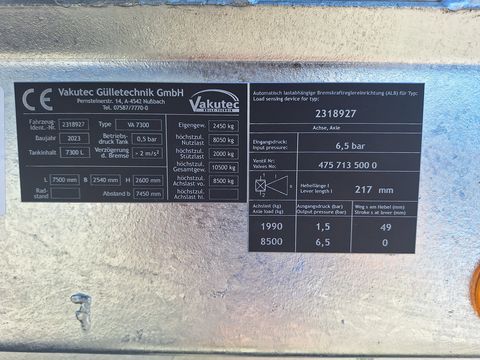 CE
Vakutec Gülletechnik GmbH
Pernsteinerstr. 14, A-4542 Nußbach
Tel. 07587/7770-0
Vakutec
GÜLLE-TECHNIK
Fahrzeug-
Ident.-Nr. 2318927 Type VA 7300
Baujahr 2023 Betriebs-
druck Tank 0,5 bar
Tankinhalt 7300 L Verzögerung
d. Bremse > 2 m/s²
L 7500 mm B 2540 mm H 2600 mm
Rad-
stand Abstand b 7450 mm
Eigengew. 2450 kg
höchstzul.
Nutzlast 8050 kg
höchstzul.
Stützlast 2000 kg
höchstzul.
Gesamtgew. 10500 kg
höchstzul.
Achslast vo. 8500 kg
höchstzul.
Achslast hi.
Automatisch lastabhängige Bremskraftreglereinrichtung (ALB) für Typ:
Load sensing device for typ:
2318927
Achse, Axle
Eingangsdruck:
Input pressure: 6,5 bar
Ventil Nr:
Valves No: 475 713 500 0
Hebellänge l
Lever length l 217 mm
Achslast (kg)
Axle load (kg) Ausgangsdruck (bar)
Output pressure (bar) Weg s am Hebel (mm)
Stroke s at lever (mm)
1990 1,5 49
8500 6,5 0